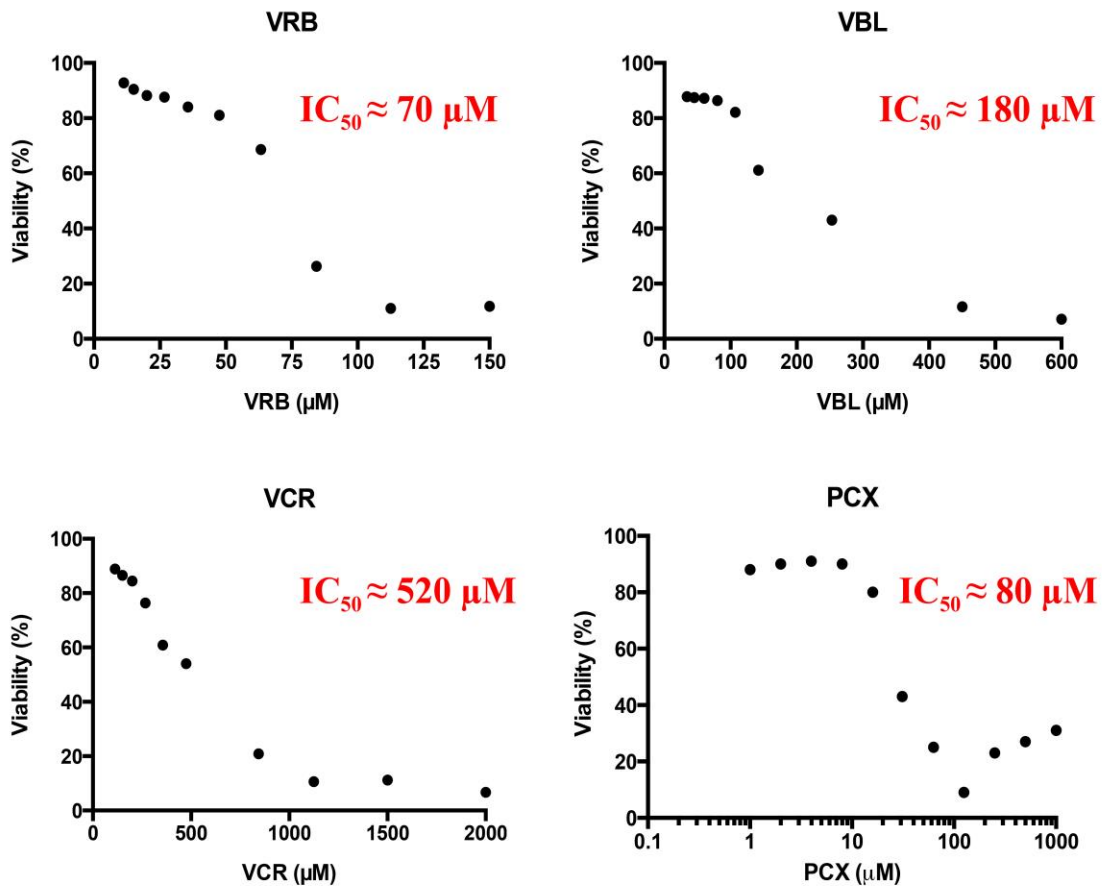 VRB
IC50 ≈ 70 µM
Viability (%)
100
80
60
40
20
0
0 25 50 75 100 125 150
VRB (µM)
VBL
IC50 ≈ 180 µM
Viability (%)
100
80
60
40
20
0
0 100 200 300 400 500 600
VBL (µM)
VCR
IC50 ≈ 520 µM
Viability (%)
100
80
60
40
20
0
0 500 1000 1500 2000
VCR (µM)
PCX
IC50 ≈ 80 µM
Viability (%)
100
80
60
40
20
0
0.1 1 10 100 1000
PCX (µM)